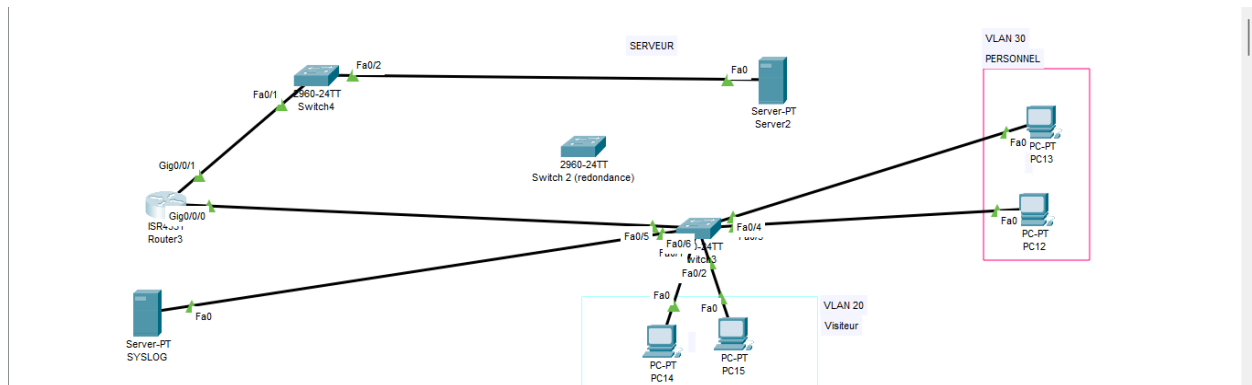 VLAN 30
PERSONNEL
SERVEUR
Fa0/2
Fa0
Fa0/1
2960-24TT
Switch4
Server-PT
Server2
Fa0
PC-PT
PC13
2960-24TT
Switch 2 (redondance)
Gig0/0/1
Gig0/0/0
Router3
Fa0
PC-PT
PC12
Fa0/4
Fa0/5
Fa0/6
Fa0/2
Fa0
Server-PT
SYSLOG
Fa0
Fa0
VLAN 20
Visiteur
PC-PT
PC14
PC-PT
PC15